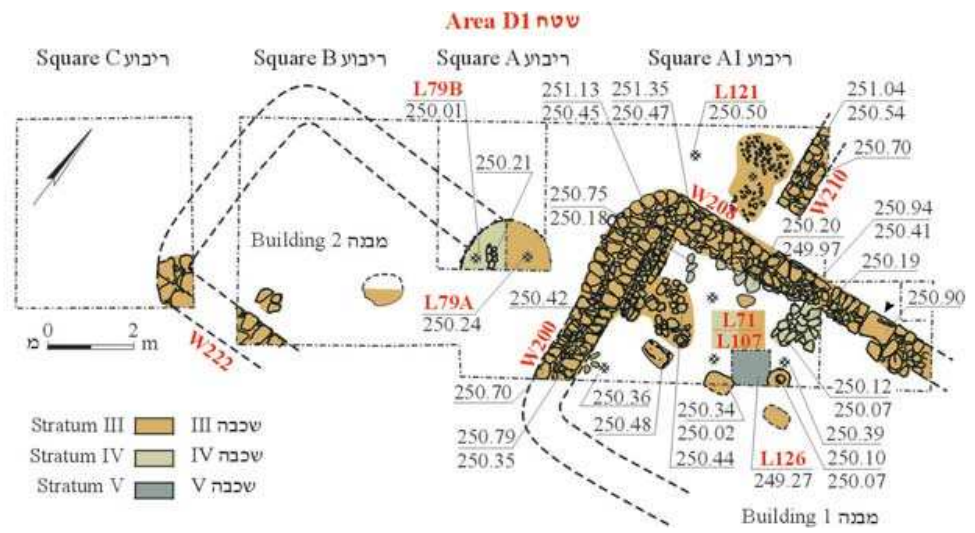 Area D1 שטח
Square C ריבוע
Square B ריבוע
Square A ריבוע
Square A1 ריבוע
L79B
250.01
251.13
250.45
251.35
250.47
L121
250.50
251.04
250.54
250.21
250.70
W210
W208
250.75
250.18
250.94
250.41
250.20
249.97
Building 2 מבנה
250.19
L79A
250.24
250.42
250.90
L71
L107
0 2
מ m
W222
W200
250.70
250.36
250.48
250.34
250.02
250.44
250.12
250.07
250.79
250.35
L126
249.27
250.39
250.10
250.07
Stratum III שכבה III
Stratum IV שכבה IV
Stratum V שכבה V
Building 1 מבנה